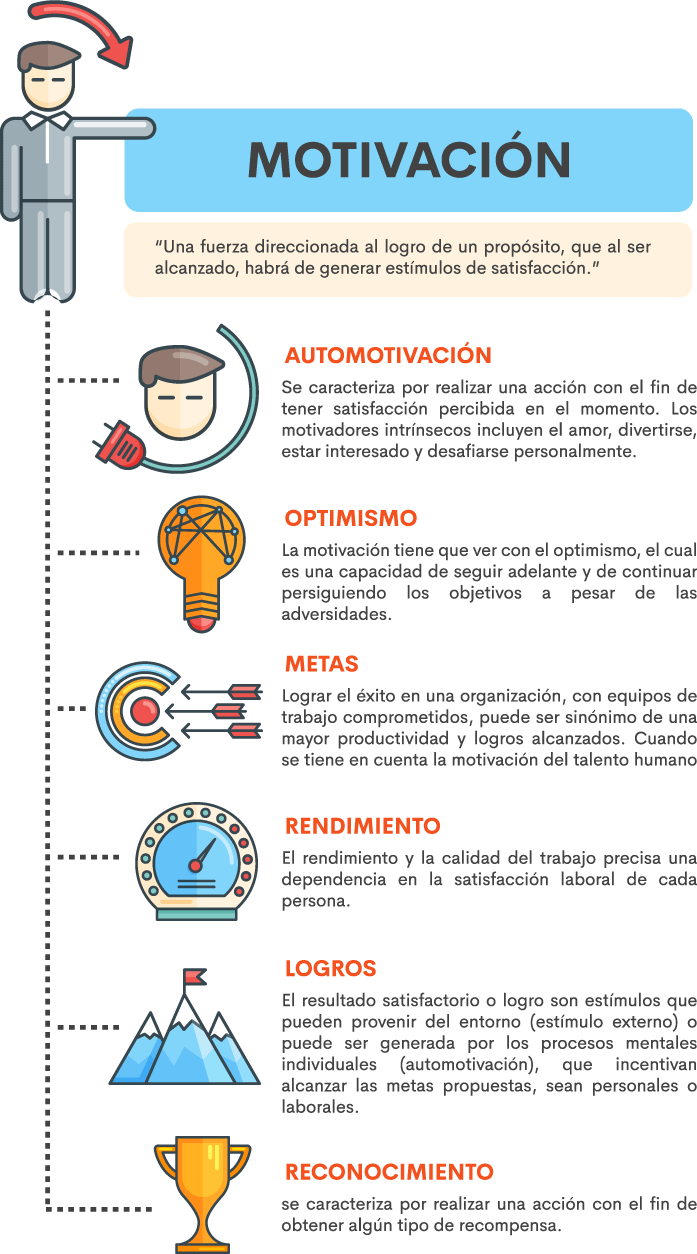 MOTIVACIÓN
“Una fuerza direccionada al logro de un propósito, que al ser
alcanzado, habrá de generar estímulos de satisfacción.”
AUTOMOTIVACIÓN
Se caracteriza por realizar una acción con el fin de
tener satisfacción percibida en el momento. Los
motivadores intrínsecos incluyen el amor, divertirse,
estar interesado y desafiarse personalmente.
OPTIMISMO
La motivación tiene que ver con el optimismo, el cual
es una capacidad de seguir adelante y de continuar
persiguiendo los objetivos a pesar de las
adversidades.
METAS
Lograr el éxito en una organización, con equipos de
trabajo comprometidos, puede ser sinónimo de una
mayor productividad y logros alcanzados. Cuando
se tiene en cuenta la motivación del talento humano
RENDIMIENTO
El rendimiento y la calidad del trabajo precisa una
dependencia en la satisfacción laboral de cada
persona.
LOGROS
El resultado satisfactorio o logro son estímulos que
pueden provenir del entorno (estímulo externo) o
puede ser generada por los procesos mentales
individuales (automotivación), que incentivan
alcanzar las metas propuestas, sean personales o
laborales.
RECONOCIMIENTO
se caracteriza por realizar una acción con el fin de
obtener algún tipo de recompensa.